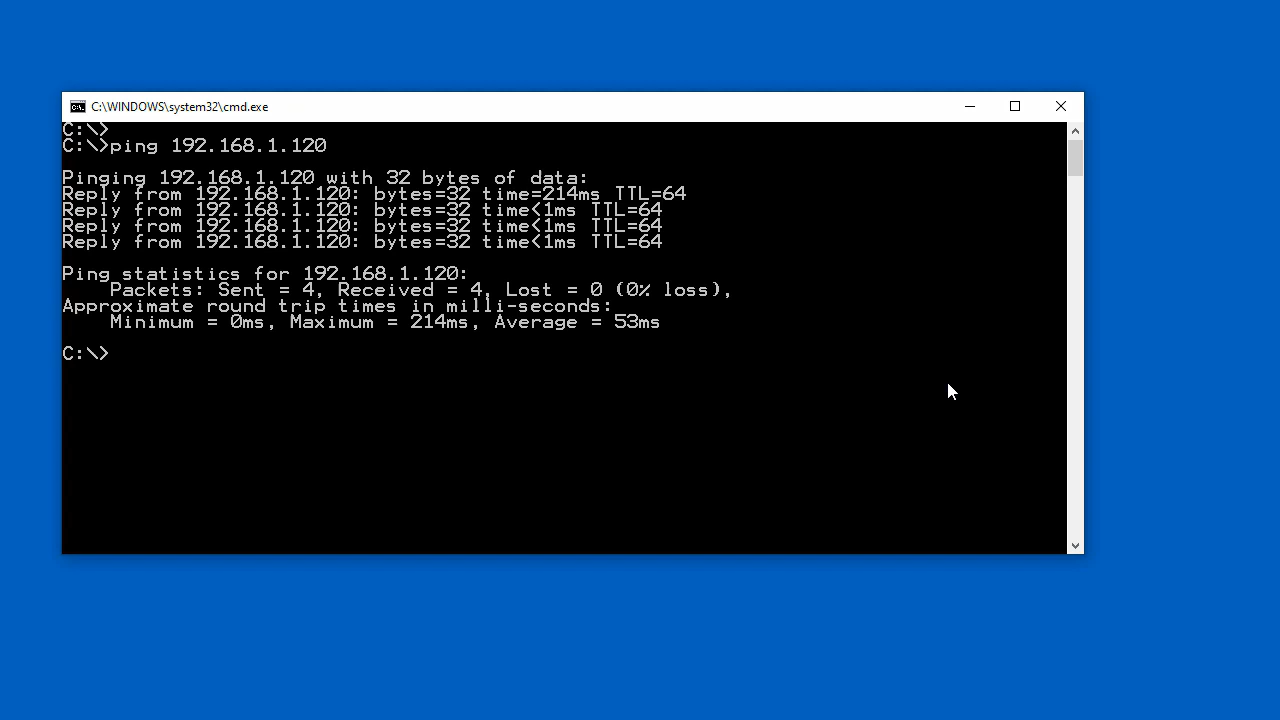 C:\WINDOWS\system32\cmd.exe
C:\>
C:\>ping 192.168.1.120
Pinging 192.168.1.120 with 32 bytes of data:
Reply from 192.168.1.120: bytes=32 time=214ms TTL=64
Reply from 192.168.1.120: bytes=32 time<1ms TTL=64
Reply from 192.168.1.120: bytes=32 time<1ms TTL=64
Reply from 192.168.1.120: bytes=32 time<1ms TTL=64
Ping statistics for 192.168.1.120:
    Packets: Sent = 4, Received = 4, Lost = 0 (0% loss),
Approximate round trip times in milli-seconds:
    Minimum = 0ms, Maximum = 214ms, Average = 53ms
C:\>